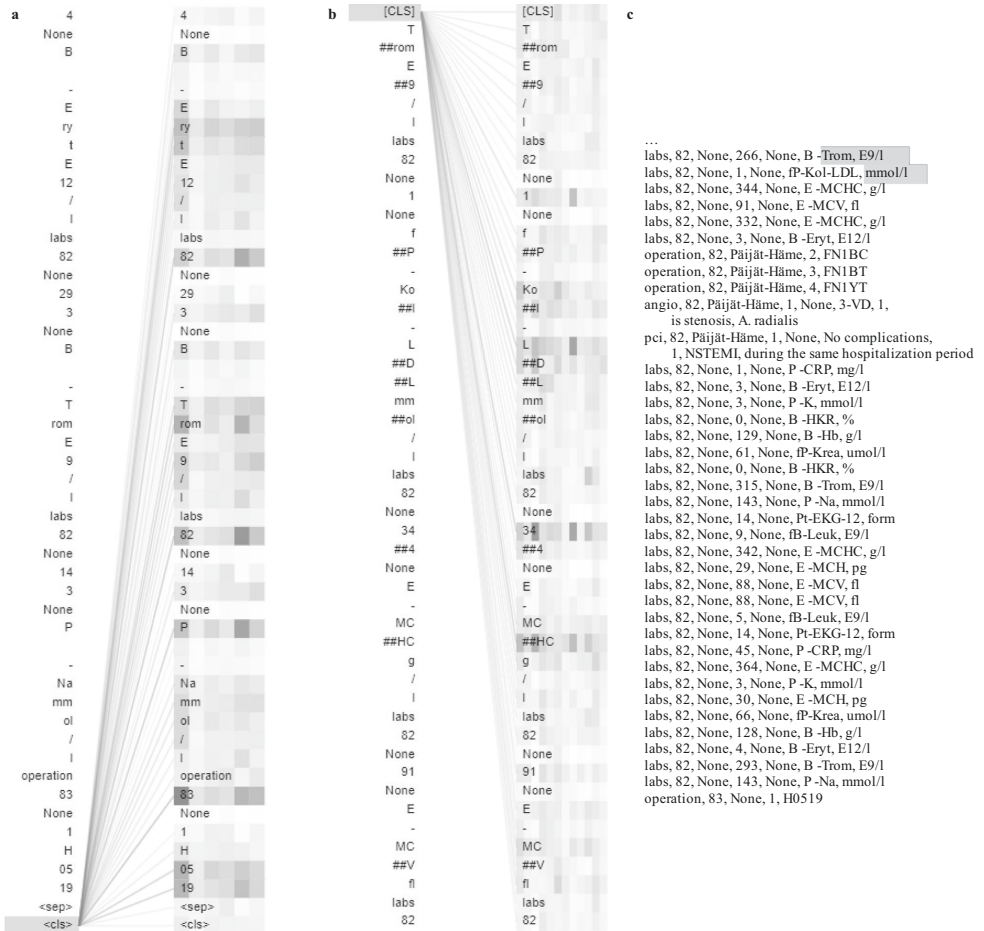 a
4 4
None None
B B
- -
E E
ry ry
t t
E E
12 12
/ /
l l
labs labs
82 82
None None
29 29
3 3
None None
B B
- -
T T
rom rom
E E
9 9
/ /
l l
labs labs
82 82
None None
14 14
3 3
None None
P P
- -
Na Na
mm mm
ol ol
/ /
l l
operation operation
83 83
None None
1 1
H H
05 05
19 19
<sep> <sep>
<cls> <cls>
b
[CLS] [CLS]
T T
##rom ##rom
E E
##9 ##9
/ /
l l
labs labs
82 82
None None
1 1
None None
f f
##P ##P
- -
Ko Ko
##l ##l
- -
L L
##D ##D
##L ##L
mm mm
##ol ##ol
/ /
l l
labs labs
82 82
None None
34 34
##4 ##4
None None
E E
- -
MC MC
##HC ##HC
g g
/ /
l l
labs labs
82 82
None None
91 91
None None
E E
- -
MC MC
##V ##V
fl fl
labs labs
82 82
c
...
labs, 82, None, 266, None, B -Trom, E9/l
labs, 82, None, 1, None, fP-Kol-LDL, mmol/l
labs, 82, None, 344, None, E -MCHC, g/l
labs, 82, None, 91, None, E -MCV, fl
labs, 82, None, 332, None, E -MCHC, g/l
labs, 82, None, 3, None, B -Eryt, E12/l
operation, 82, Päijät-Häme, 2, FN1BC
operation, 82, Päijät-Häme, 3, FN1BT
operation, 82, Päijät-Häme, 4, FN1YT
angio, 82, Päijät-Häme, 1, None, 3-VD, 1,
is stenosis, A. radialis
pci, 82, Päijät-Häme, 1, None, No complications,
1, NSTEMI, during the same hospitalization period
labs, 82, None, 1, None, P -CRP, mg/l
labs, 82, None, 3, None, B -Eryt, E12/l
labs, 82, None, 3, None, P -K, mmol/l
labs, 82, None, 0, None, B -HKR, %
labs, 82, None, 129, None, B -Hb, g/l
labs, 82, None, 61, None, fP-Krea, umol/l
labs, 82, None, 0, None, B -HKR, %
labs, 82, None, 315, None, B -Trom, E9/l
labs, 82, None, 143, None, P -Na, mmol/l
labs, 82, None, 14, None, Pt-EKG-12, form
labs, 82, None, 9, None, fB-Leuk, E9/l
labs, 82, None, 342, None, E -MCHC, g/l
labs, 82, None, 29, None, E -MCH, pg
labs, 82, None, 88, None, E -MCV, fl
labs, 82, None, 88, None, E -MCV, fl
labs, 82, None, 5, None, fB-Leuk, E9/l
labs, 82, None, 14, None, Pt-EKG-12, form
labs, 82, None, 45, None, P -CRP, mg/l
labs, 82, None, 364, None, E -MCHC, g/l
labs, 82, None, 3, None, P -K, mmol/l
labs, 82, None, 30, None, E -MCH, pg
labs, 82, None, 66, None, fP-Krea, umol/l
labs, 82, None, 128, None, B -Hb, g/l
labs, 82, None, 4, None, B -Eryt, E12/l
labs, 82, None, 293, None, B -Trom, E9/l
labs, 82, None, 143, None, P -Na, mmol/l
operation, 83, None, 1, H0519